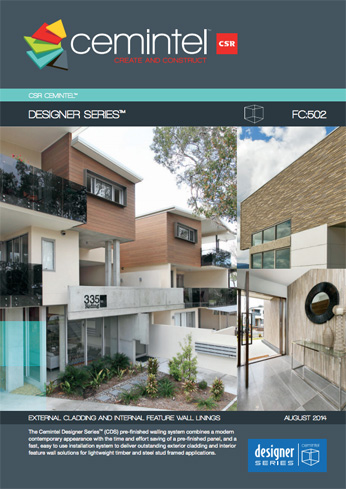 cemintel™
CSR
CREATE AND CONSTRUCT
CSR CEMINTEL™
DESIGNER SERIES™
FC:502
335
Building
EXTERNAL CLADDING AND INTERNAL FEATURE WALL LININGS
AUGUST 2014
The Cemintel Designer Series™ (CDS) pre-finished walling system combines a modern
contemporary appearance with the time and effort saving of a pre-finished panel, and a
fast, easy to use installation system to deliver outstanding exterior cladding and interior
feature wall solutions for lightweight timber and steel stud framed applications.
designer
SERIES
cemintel